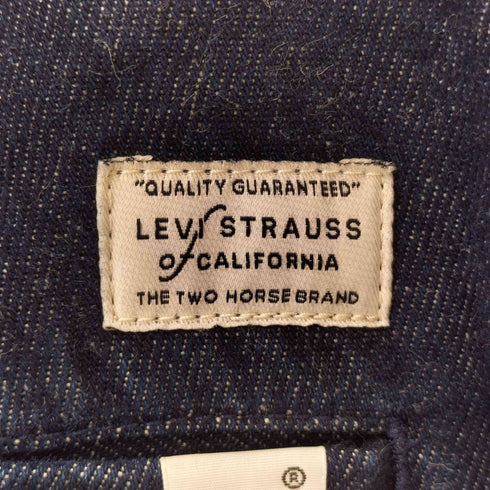 "QUALITY GUARANTEED"
LEVI STRAUSS
OF CALIFORNIA
THE TWO HORSE BRAND
®